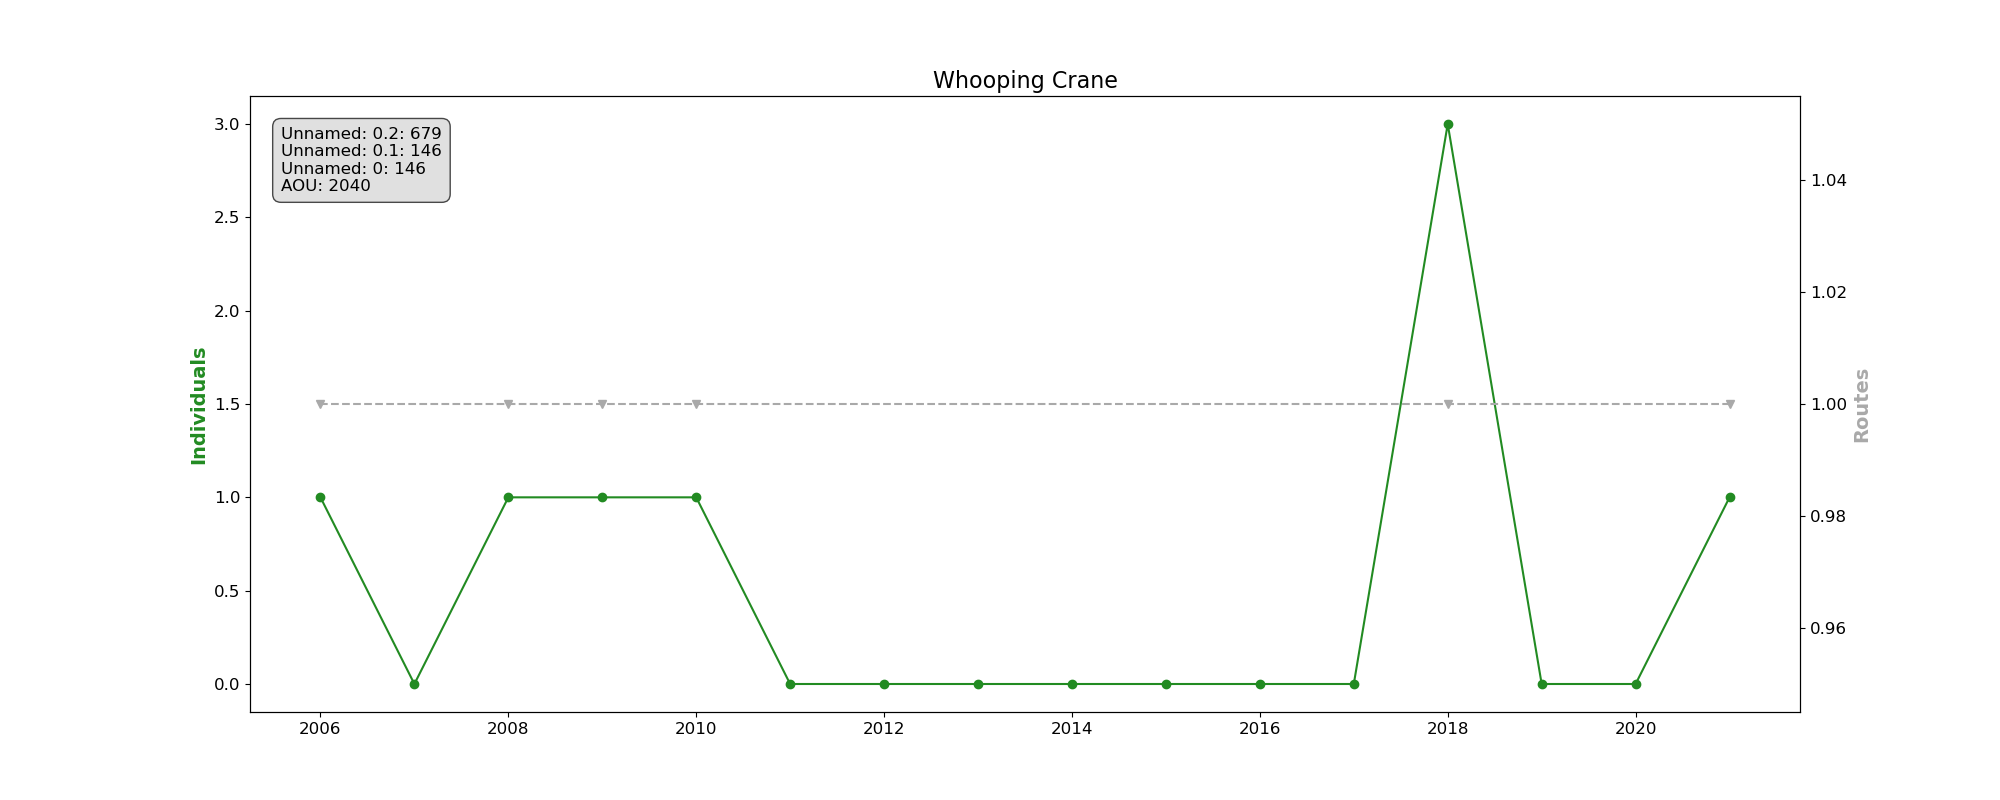 Whooping Crane
Unnamed: 0.2: 679
Unnamed: 0.1: 146
Unnamed: 0: 146
AOU: 2040
3.0
2.5
2.0
1.5
1.0
0.5
0.0
Individuals
1.04
1.02
1.00
0.98
0.96
Routes
2006 2008 2010 2012 2014 2016 2018 2020